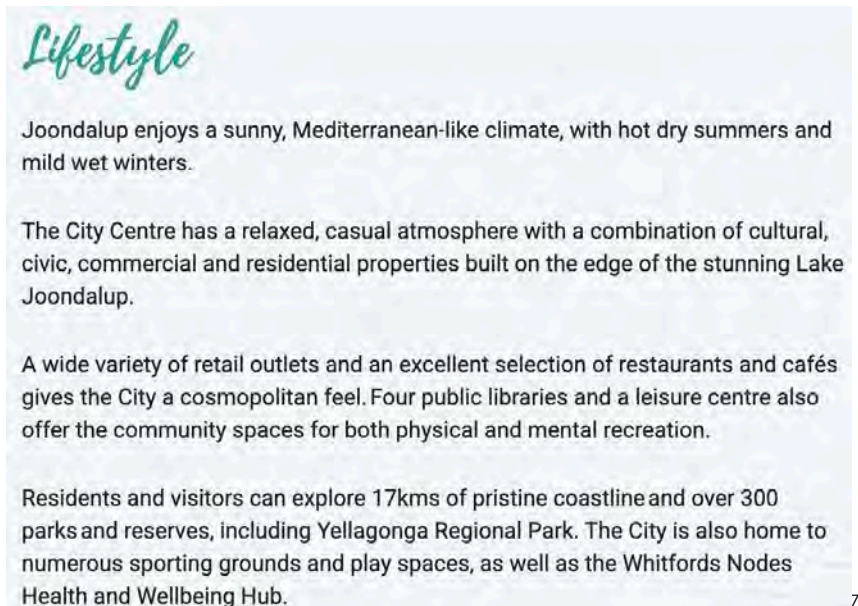 Lifestyle
Joondalup enjoys a sunny, Mediterranean-like climate, with hot dry summers and
mild wet winters.
The City Centre has a relaxed, casual atmosphere with a combination of cultural,
civic, commercial and residential properties built on the edge of the stunning Lake
Joondalup.
A wide variety of retail outlets and an excellent selection of restaurants and cafés
gives the City a cosmopolitan feel. Four public libraries and a leisure centre also
offer the community spaces for both physical and mental recreation.
Residents and visitors can explore 17kms of pristine coastline and over 300
parks and reserves, including Yellagonga Regional Park. The City is also home to
numerous sporting grounds and play spaces, as well as the Whitfords Nodes
Health and Wellbeing Hub.
7